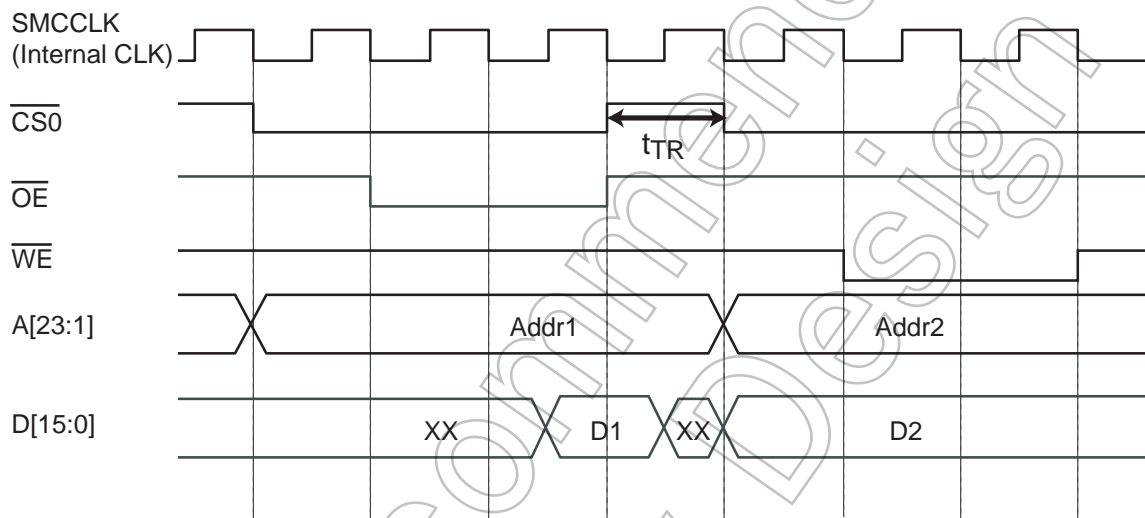 SMCCLK
(Internal CLK)
CS0
tTR
OE
WE
A[23:1]
Addr1
Addr2
D[15:0]
XX
D1
XX
D2